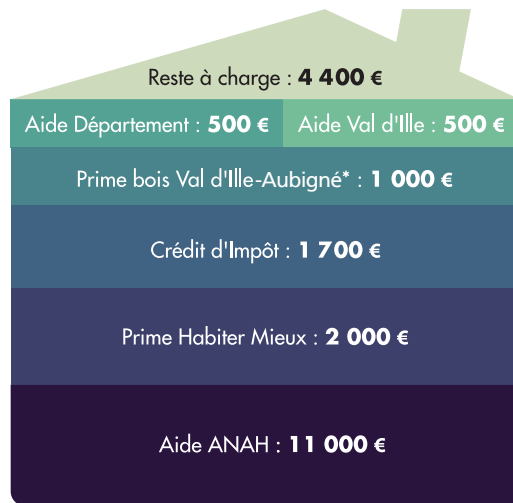 Reste à charge : 4 400 €
Aide Département : 500 €
Aide Val d'Ille : 500 €
Prime bois Val d'Ille-Aubigné* : 1 000 €
Crédit d'Impôt : 1 700 €
Prime Habiter Mieux : 2 000 €
Aide ANAH : 11 000 €